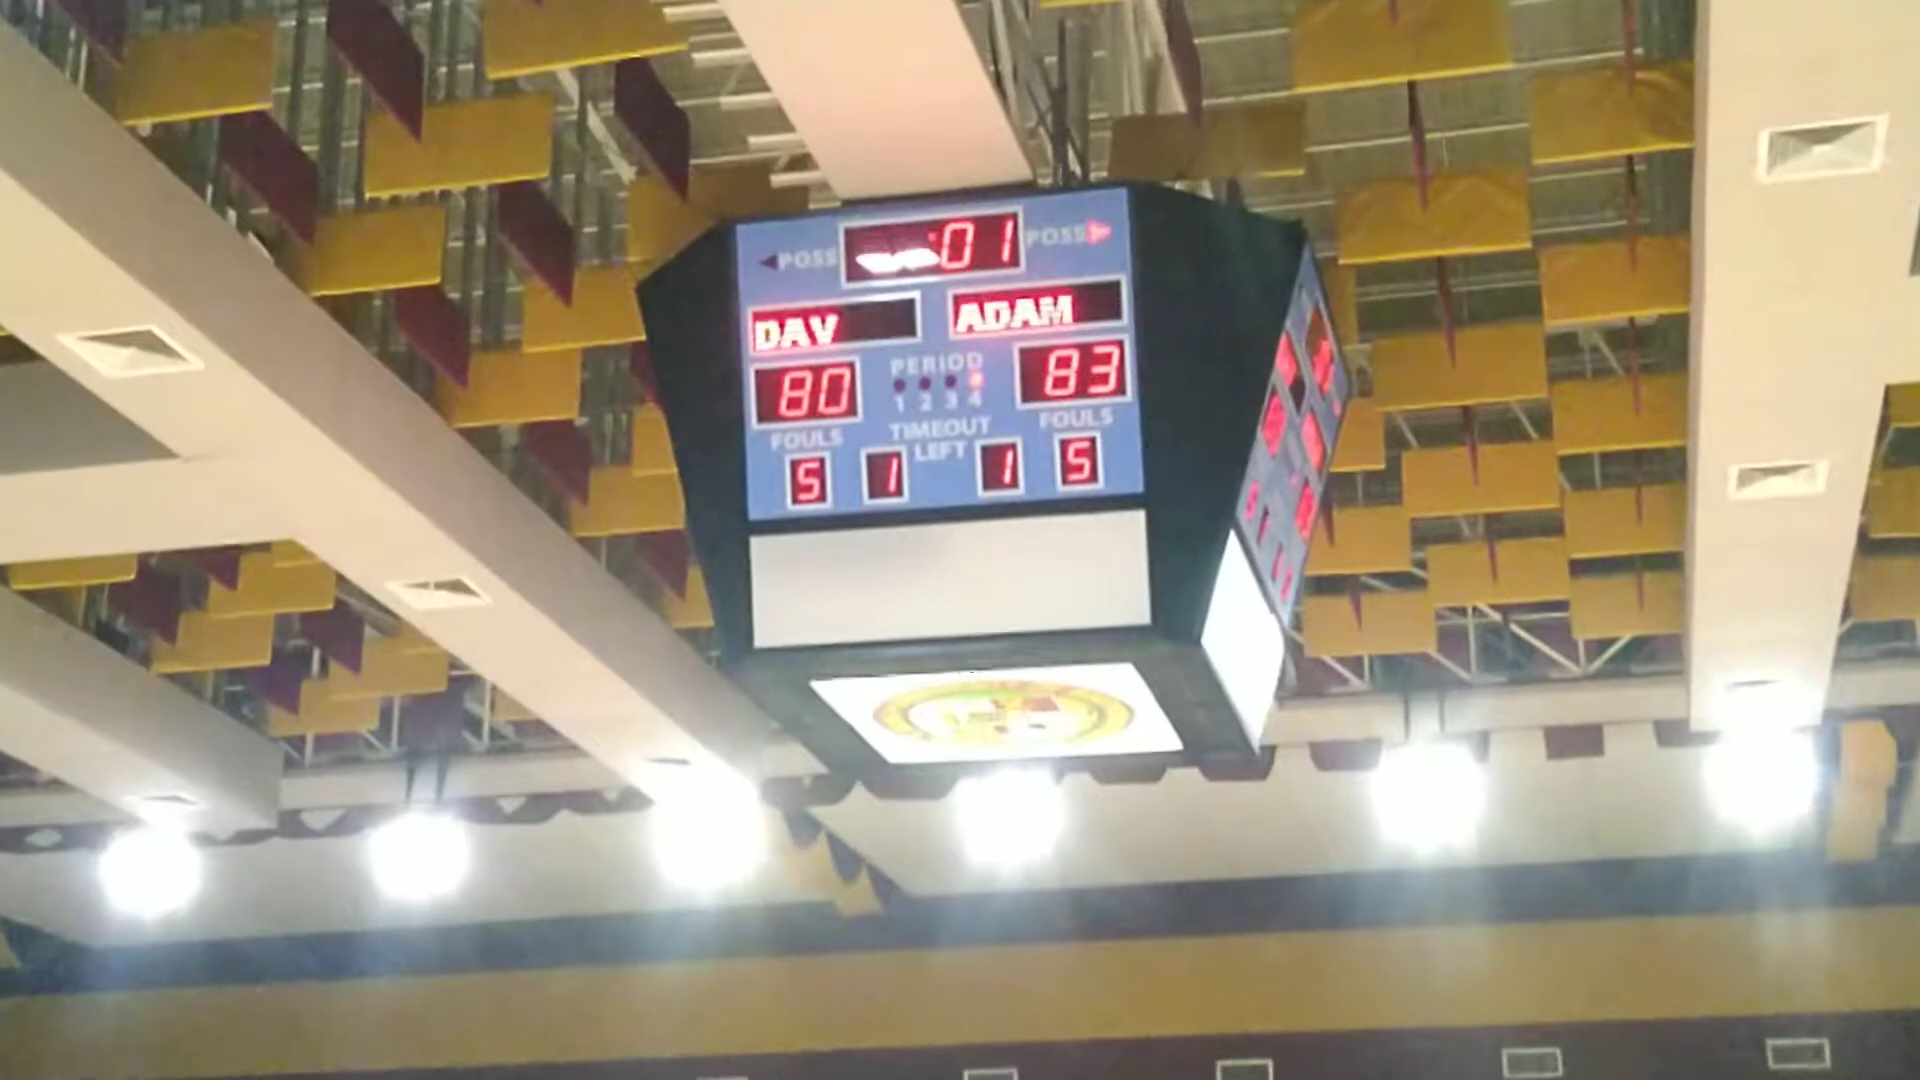 POSS :01 POSS
DAV ADAM
80 PERIOD 83
1 2 3 4
FOULS TIMEOUT LEFT FOULS
5 1 1 5